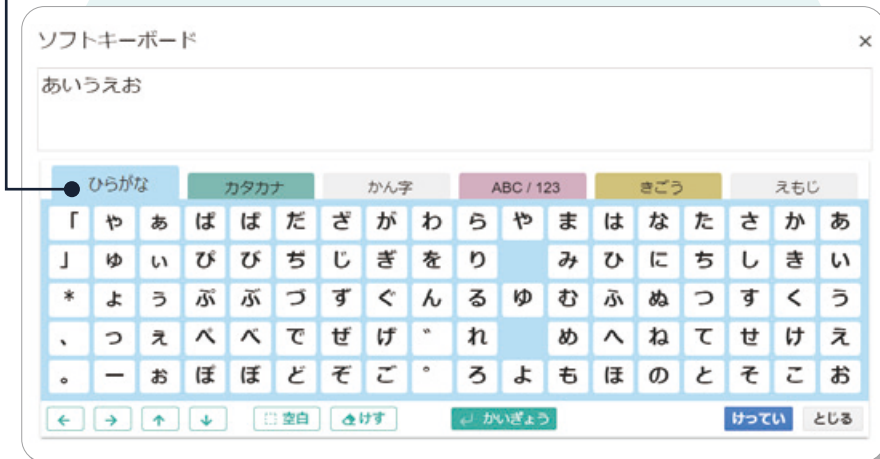 ソフトキーボード ×
あいうえお
ひらがな カタカナ かん字 ABC / 123 きごう えもじ
「 ゃ ぁ ぱ ば だ ざ が わ ら や ま は な た さ か あ
」 ゅ ぃ ぴ び ぢ じ ぎ を り み ひ に ち し き い
* ょ ぅ ぷ ぶ づ ず ぐ ん る ゆ む ふ ぬ つ す く う
、 っ ぇ ぺ べ で ぜ げ ゛ れ め へ ね て せ け え
。 ー ぉ ぽ ぼ ど ぞ ご ゜ ろ よ も ほ の と そ こ お
← → ↑ ↓ 空白 けす かいぎょう けってい とじる